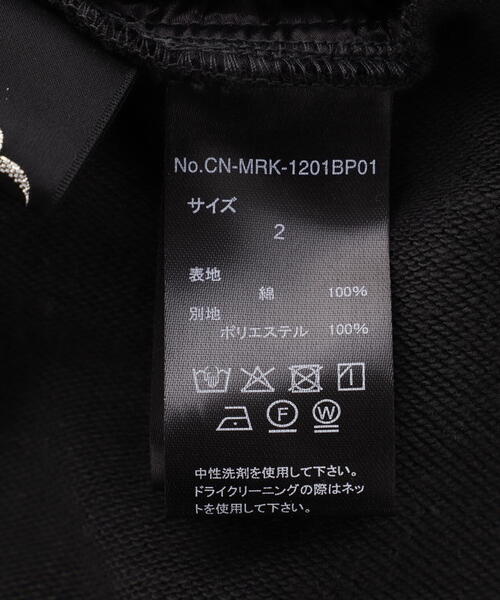 No.CN-MRK-1201BP01
サイズ
2
表地
綿 100%
別地
ポリエステル 100%
F W
中性洗剤を使用して下さい。
ドライクリーニングの際はネッ
トを使用して下さい。